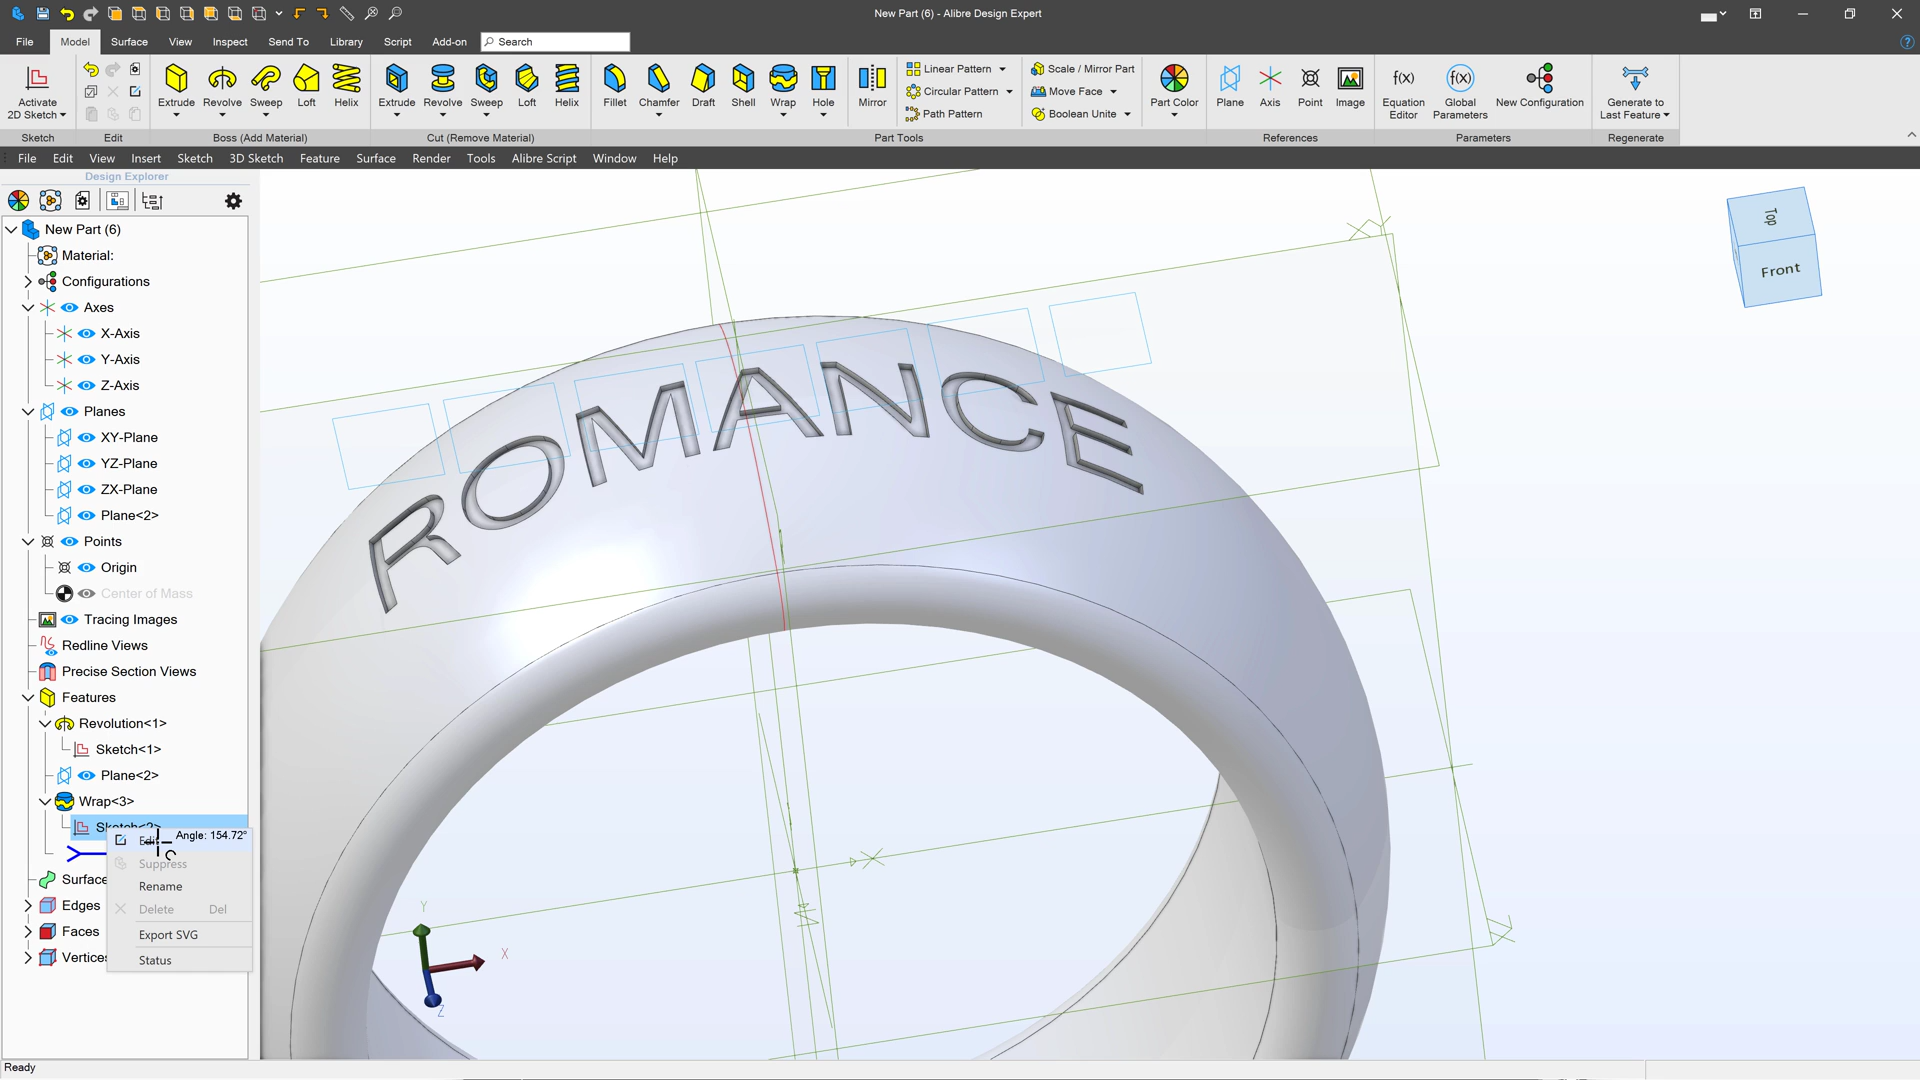 New Part (6) - Alibre Design Expert
File Model Surface View Inspect Send To Library Script Add-on Search
Activate 2D Sketch
Extrude Revolve Sweep Loft Helix
Extrude Revolve Sweep Loft Helix
Fillet Chamfer Draft Shell Wrap Hole Mirror
Linear Pattern
Circular Pattern
Path Pattern
Scale / Mirror Part
Move Face
Boolean Unite
Part Color
Plane Axis Point Image
Equation Editor
Global Parameters
New Configuration
Generate to Last Feature
Sketch Edit Boss (Add Material) Cut (Remove Material) Part Tools References Parameters Regenerate
File Edit View Insert Sketch 3D Sketch Feature Surface Render Tools Alibre Script Window Help
Design Explorer
New Part (6)
Material:
Configurations
Axes
X-Axis
Y-Axis
Z-Axis
Planes
XY-Plane
YZ-Plane
ZX-Plane
Plane<2>
Points
Origin
Center of Mass
Tracing Images
Redline Views
Precise Section Views
Features
Revolution<1>
Sketch<1>
Plane<2>
Wrap<3>
Sketch<2>
Angle: 154.72°
Edit
Suppress
Rename
Delete Del
Export SVG
Status
Surface
Edges
Faces
Vertices
ROMANCE
Top
Front
Y
X
Z
Ready